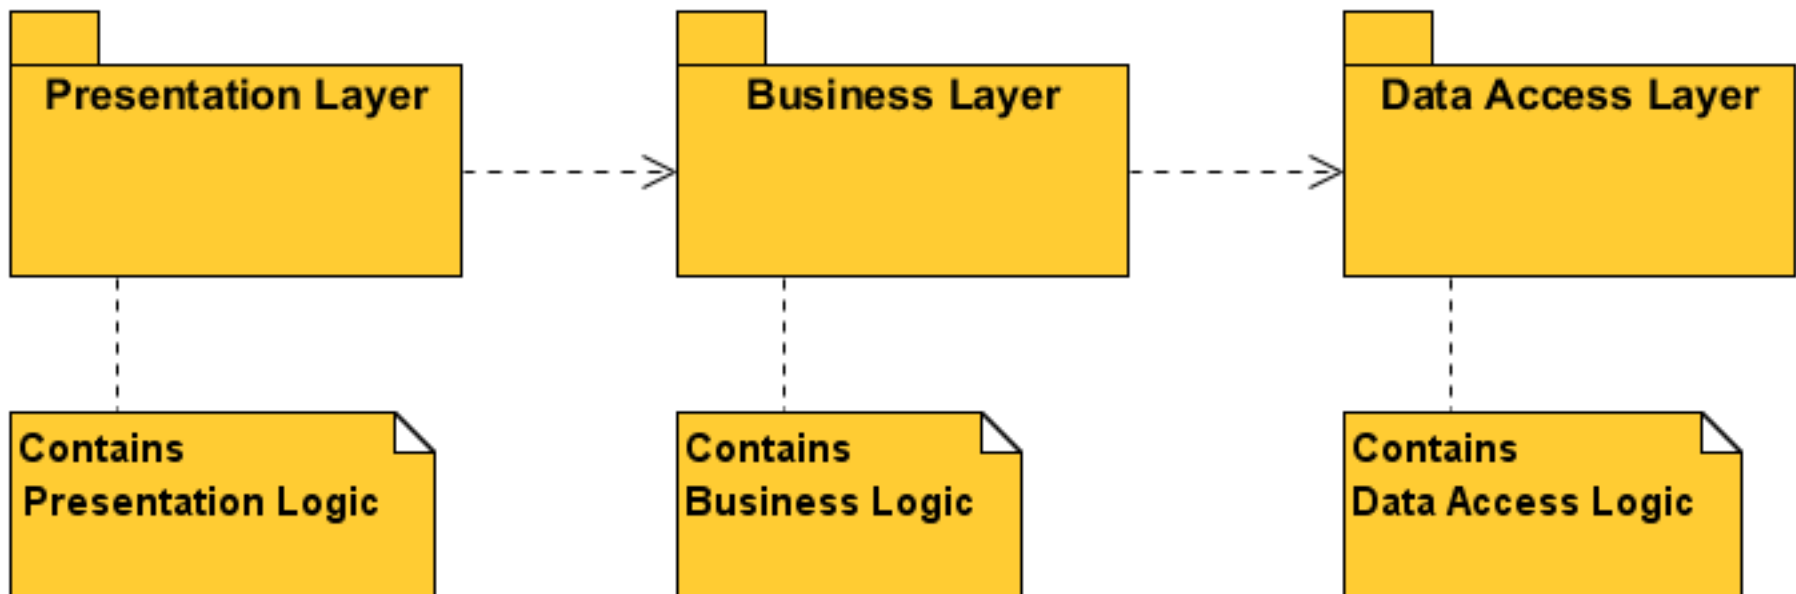 Presentation Layer
Business Layer
Data Access Layer
Contains
Presentation Logic
Contains
Business Logic
Contains
Data Access Logic